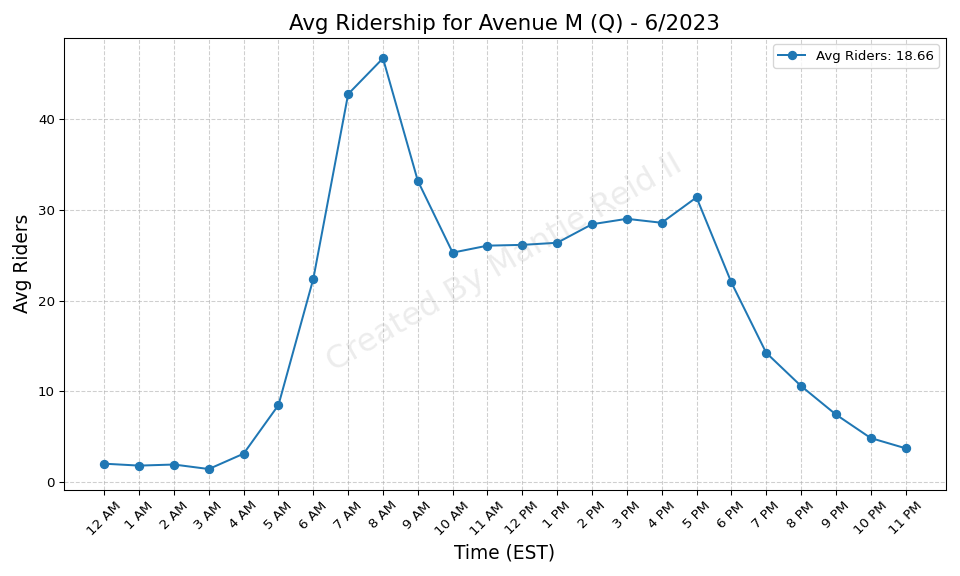 Avg Ridership for Avenue M (Q) - 6/2023
Avg Riders: 18.66
Avg Riders
40
30
20
10
0
Created By Mantie Reid II
12 AM
1 AM
2 AM
3 AM
4 AM
5 AM
6 AM
7 AM
8 AM
9 AM
10 AM
11 AM
12 PM
1 PM
2 PM
3 PM
4 PM
5 PM
6 PM
7 PM
8 PM
9 PM
10 PM
11 PM
Time (EST)